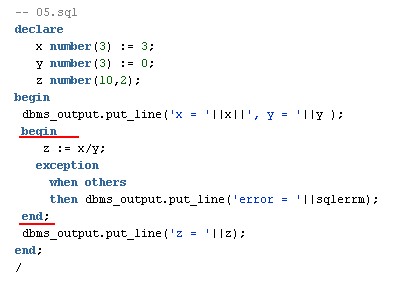 -- 05.sql
declare
x number(3) := 3;
y number(3) := 0;
z number(10,2);
begin
dbms_output.put_line('x = '||x||', y = '||y );
begin
z := x/y;
exception
when others
then dbms_output.put_line('error = '||sqlerrm);
end;
dbms_output.put_line('z = '||z);
end;
/